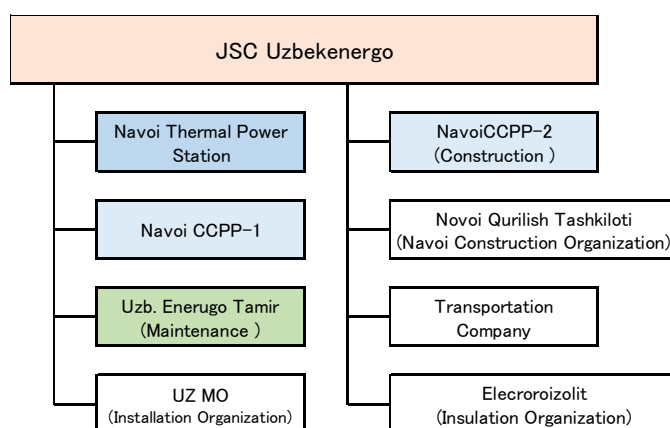 JSC Uzbekenergo
Navoi Thermal Power
Station
NavoiCCPP-2
(Construction )
Navoi CCPP-1
Novoi Qurilish Tashkiloti
(Navoi Construction Organization)
Uzb. Enerugo Tamir
(Maintenance )
Transportation
Company
UZ MO
(Installation Organization)
Elecroroizolit
(Insulation Organization)